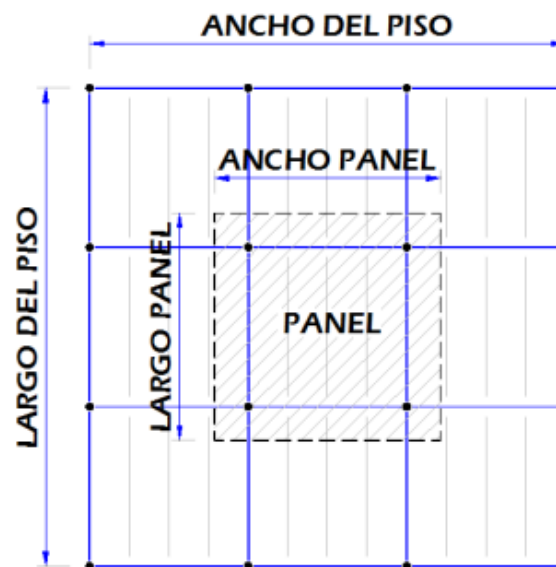 ANCHO DEL PISO
ANCHO PANEL
LARGO DEL PISO
LARGO PANEL
PANEL